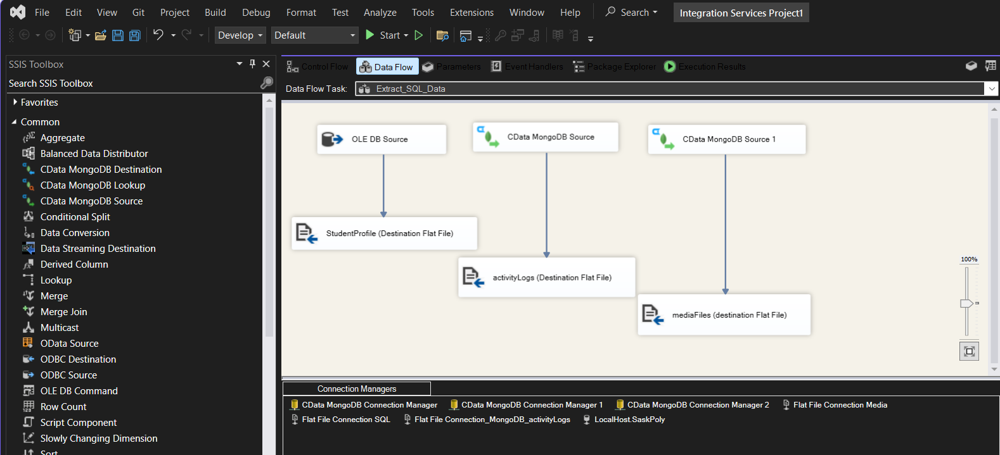 File Edit View Git Project Build Debug Format Test Analyze Tools Extensions Window Help Search Integration Services Project1
Develop Default Start
SSIS Toolbox
Search SSIS Toolbox
Favorites
Common
Aggregate
Balanced Data Distributor
CData MongoDB Destination
CData MongoDB Lookup
CData MongoDB Source
Conditional Split
Data Conversion
Data Streaming Destination
Derived Column
Lookup
Merge
Merge Join
Multicast
OData Source
ODBC Destination
ODBC Source
OLE DB Command
Row Count
Script Component
Slowly Changing Dimension
Sort
Control Flow Data Flow Parameters Event Handlers Package Explorer Execution Results
Data Flow Task: Extract_SQL_Data
OLE DB Source
CData MongoDB Source
CData MongoDB Source 1
StudentProfile (Destination Flat File)
activityLogs (Destination Flat File)
mediaFiles (destination Flat File)
100%
Connection Managers
CData MongoDB Connection Manager CData MongoDB Connection Manager 1 CData MongoDB Connection Manager 2 Flat File Connection Media
Flat File Connection SQL Flat File Connection_MongoDB_activityLogs LocalHost.SaskPoly